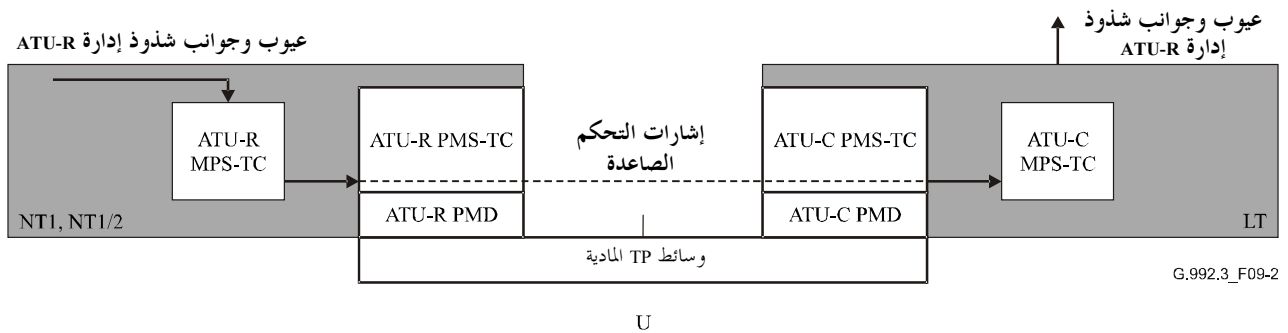 عيوب وجوانب شذوذ إدارة ATU-R
عيوب وجوانب شذوذ
إدارة ATU-R
ATU-R
MPS-TC
ATU-R PMS-TC
إشارات التحكم
الصاعدة
ATU-C PMS-TC
ATU-C
MPS-TC
NT1, NT1/2
ATU-R PMD
ATU-C PMD
LT
وسائط TP المادية
G.992.3_F09-2
U